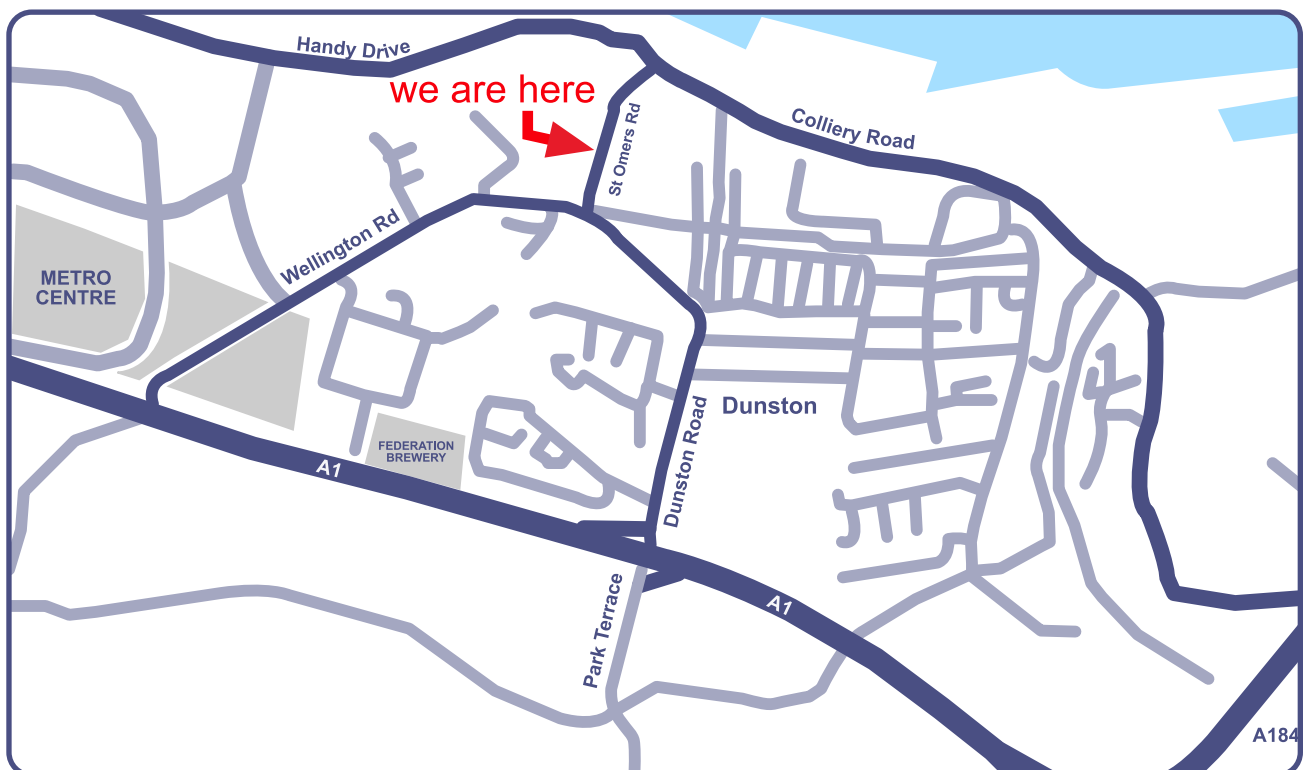 Handy Drive
we are here
St Omers Rd
Colliery Road
Wellington Rd
METRO
CENTRE
Dunston
Dunston Road
FEDERATION
BREWERY
A1
Park Terrace
A1
A184